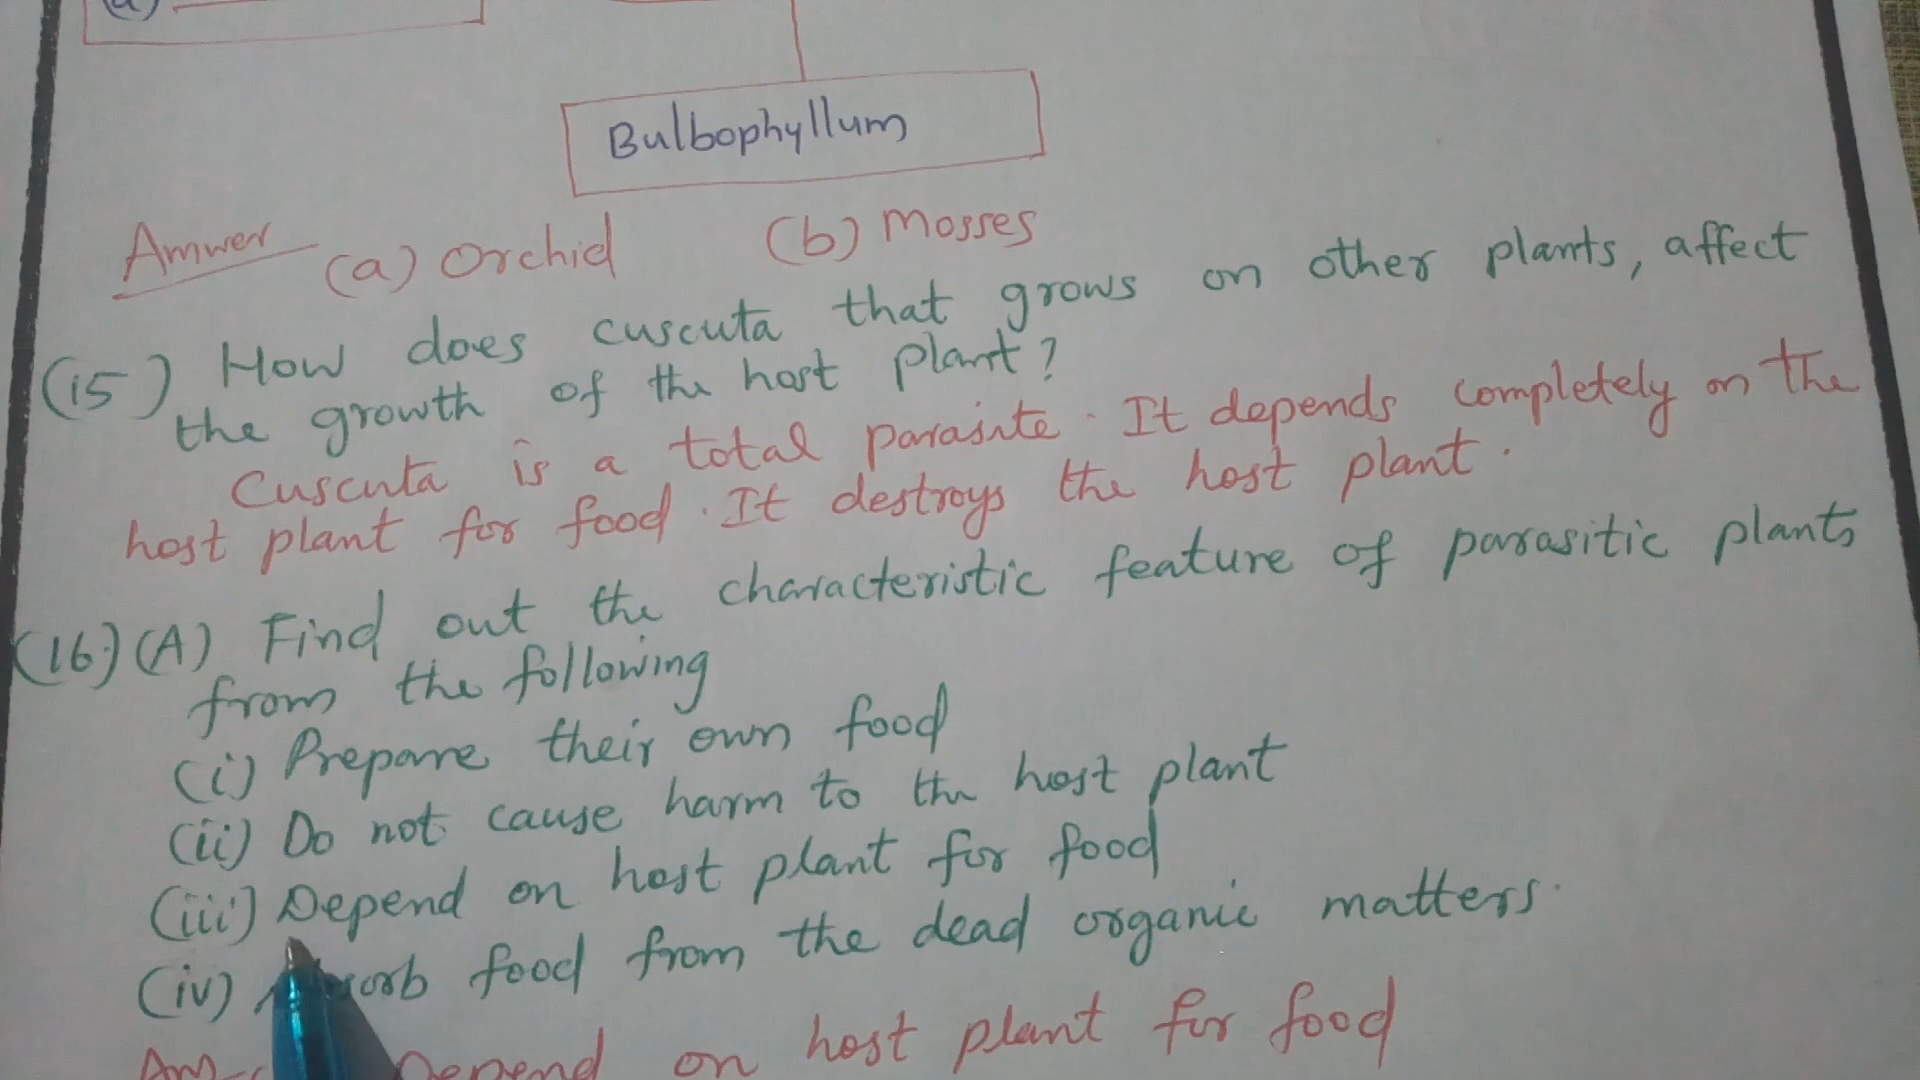 Bulbophyllum
Answer (a) Orchid (b) Mosses
(15) How does cuscuta that grows on other plants, affect
the growth of the host plant?
Cuscuta is a total parasite. It depends completely on the
host plant for food. It destroys the host plant.
(16) (A) Find out the characteristic feature of parasitic plants
from the following
(i) Prepare their own food
(ii) Do not cause harm to the host plant
(iii) Depend on host plant for food
(iv) food from the dead organic matters.
Depend on host plant for food